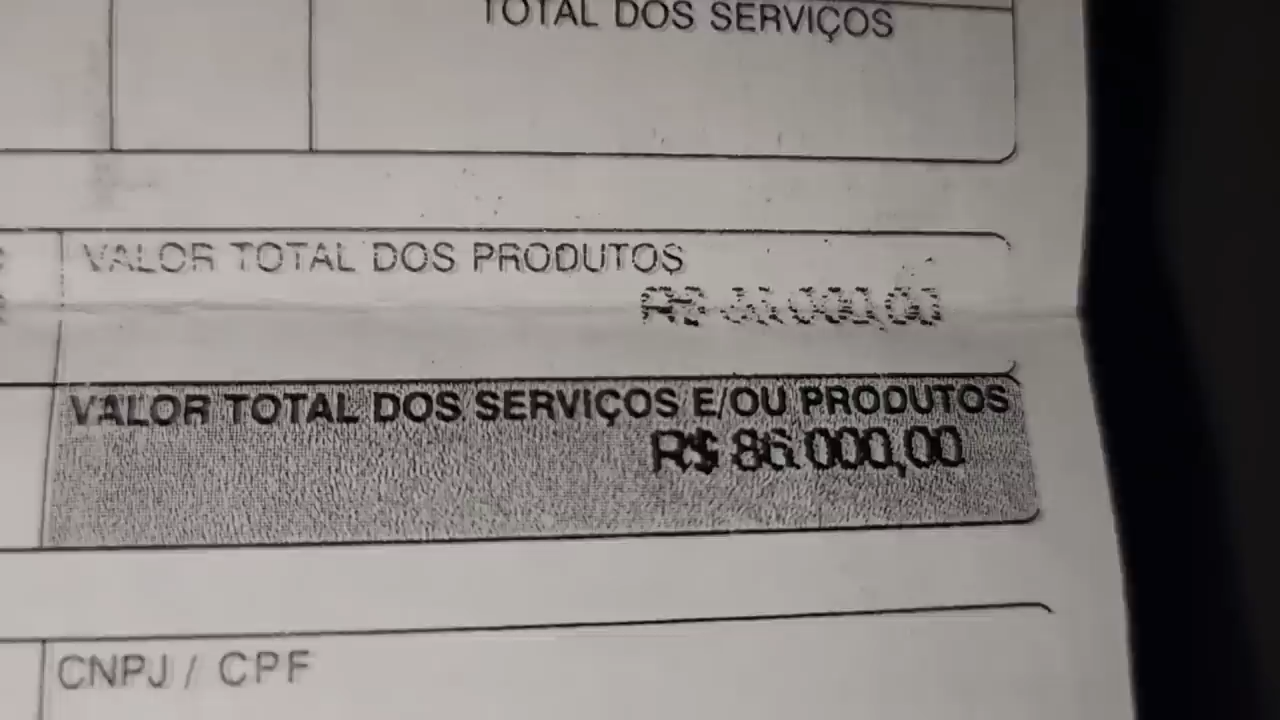 TOTAL DOS SERVIÇOS
VALOR TOTAL DOS PRODUTOS
R$
VALOR TOTAL DOS SERVIÇOS E/OU PRODUTOS
R$ 86.000,00
CNPJ / CPF